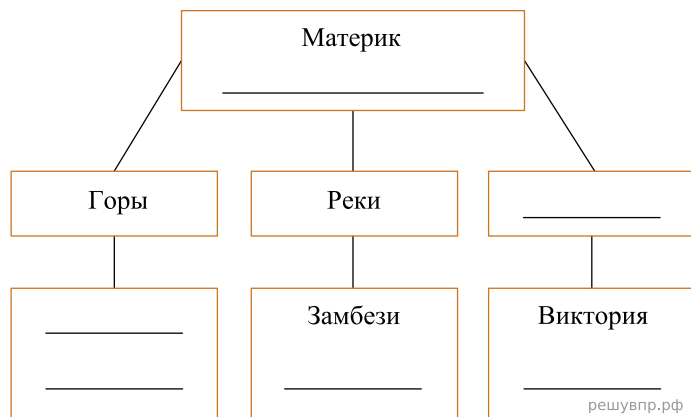 Материк
Горы
Реки
Замбези
Виктория
решувпр.рф